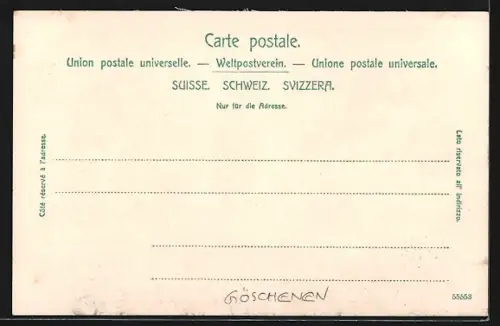 Carte postale.
Union postale universelle. — Weltpostverein. — Unione postale universale.
SUISSE. SCHWEIZ. SVIZZERA.
Nur für die Adresse.
Côté réservé à l'adresse.
Lato riservato all' indirizzo.
GÖSCHENEN
55553